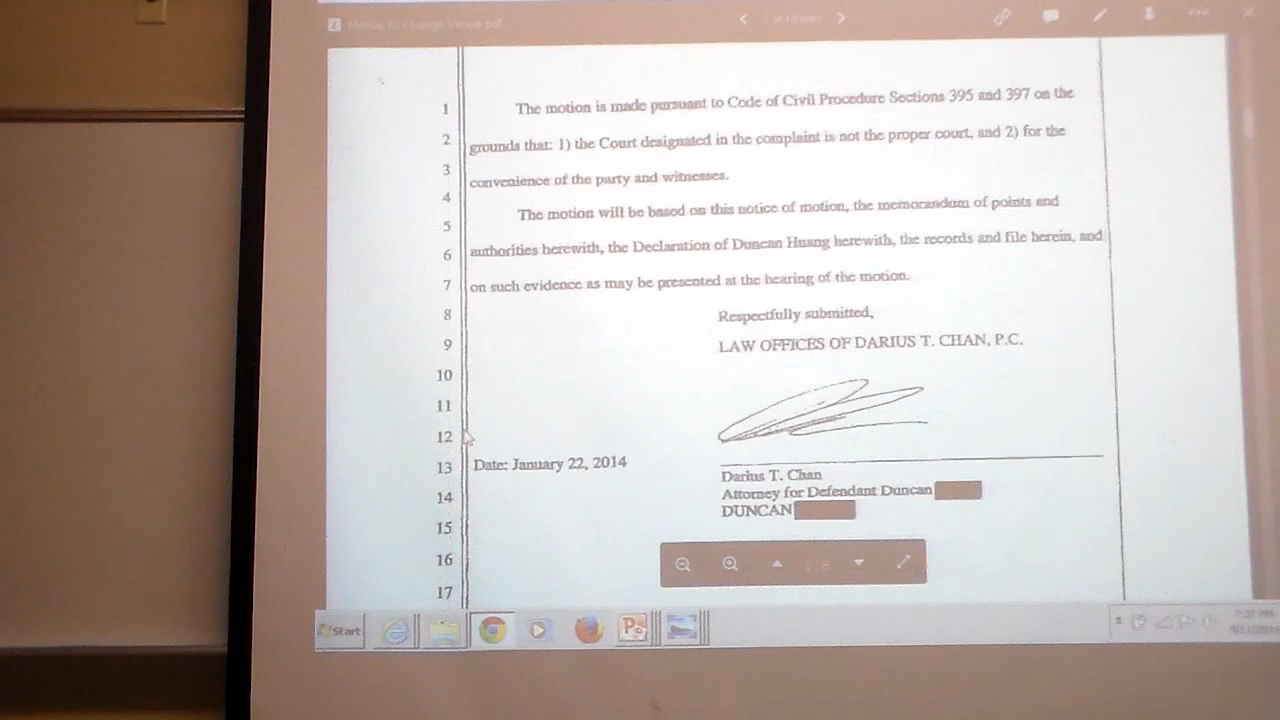 Motion to Change Venue.pdf
1 The motion is made pursuant to Code of Civil Procedure Sections 395 and 397 on the
2 grounds that: 1) the Court designated in the complaint is not the proper court, and 2) for the
3 convenience of the party and witnesses.
4 The motion will be based on this notice of motion, the memorandum of points and
5
6 authorities herewith, the Declaration of Duncan Huang herewith, the records and file herein, and
7 on such evidence as may be presented at the hearing of the motion.
8 Respectfully submitted,
9 LAW OFFICES OF DARIUS T. CHAN, P.C.
10
11
12
13 Date: January 22, 2014
Darius T. Chan
14 Attorney for Defendant Duncan
DUNCAN
15
16
17
Start